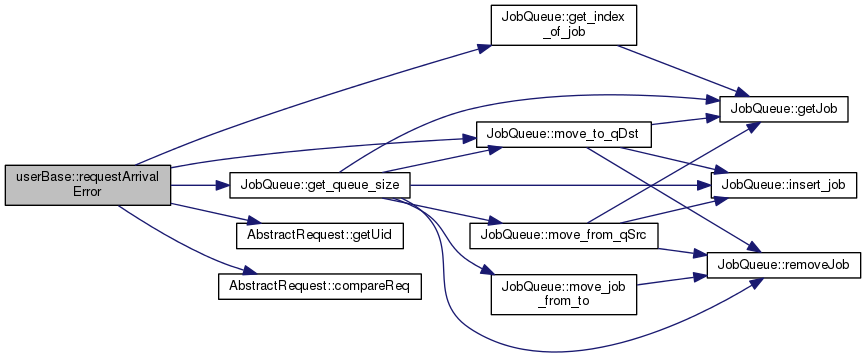 JobQueue::get_index
_of_job
JobQueue::getJob
JobQueue::move_to_qDst
userBase::requestArrival
Error
JobQueue::get_queue_size
JobQueue::insert_job
AbstractRequest::getUid
JobQueue::move_from_qSrc
JobQueue::removeJob
AbstractRequest::compareReq
JobQueue::move_job
_from_to